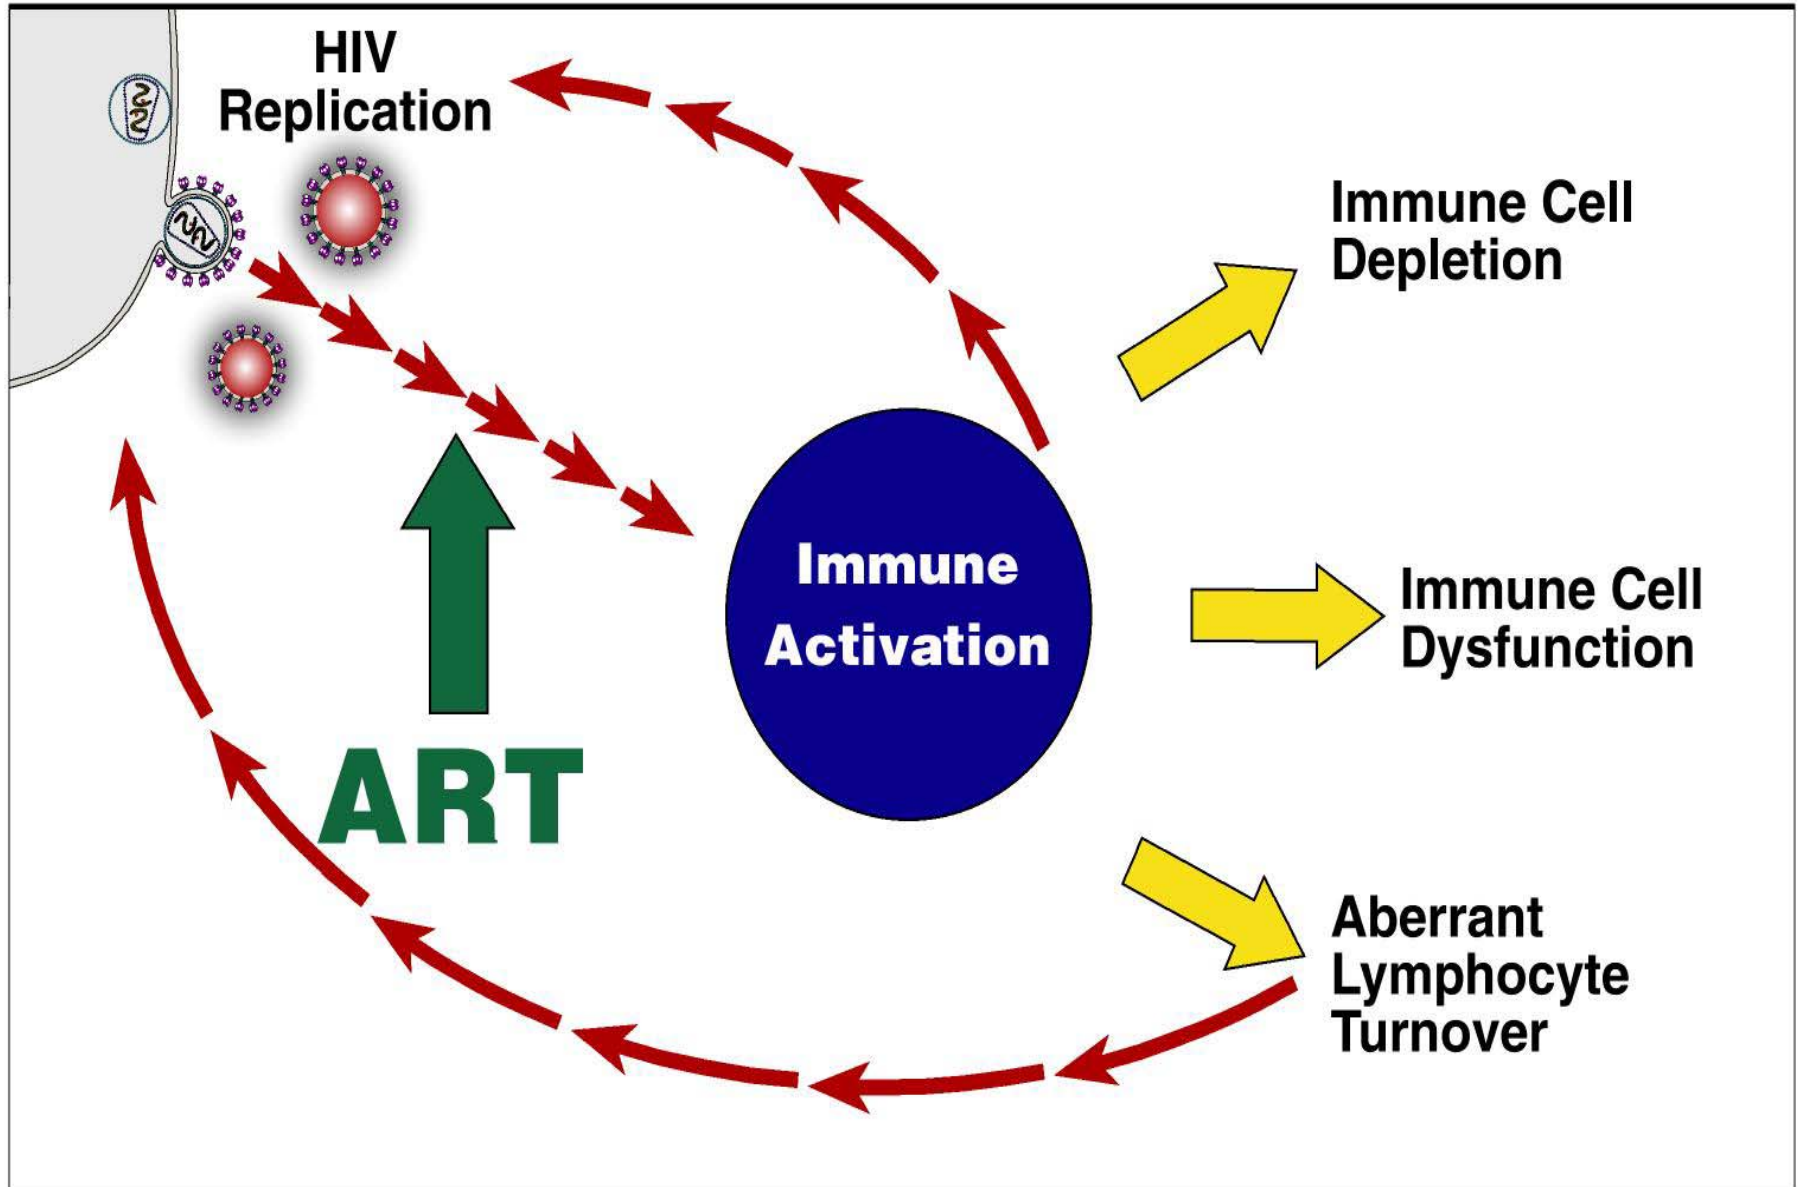 HIV
Replication
Immune Cell
Depletion
Immune
Activation
Immune Cell
Dysfunction
ART
Aberrant
Lymphocyte
Turnover